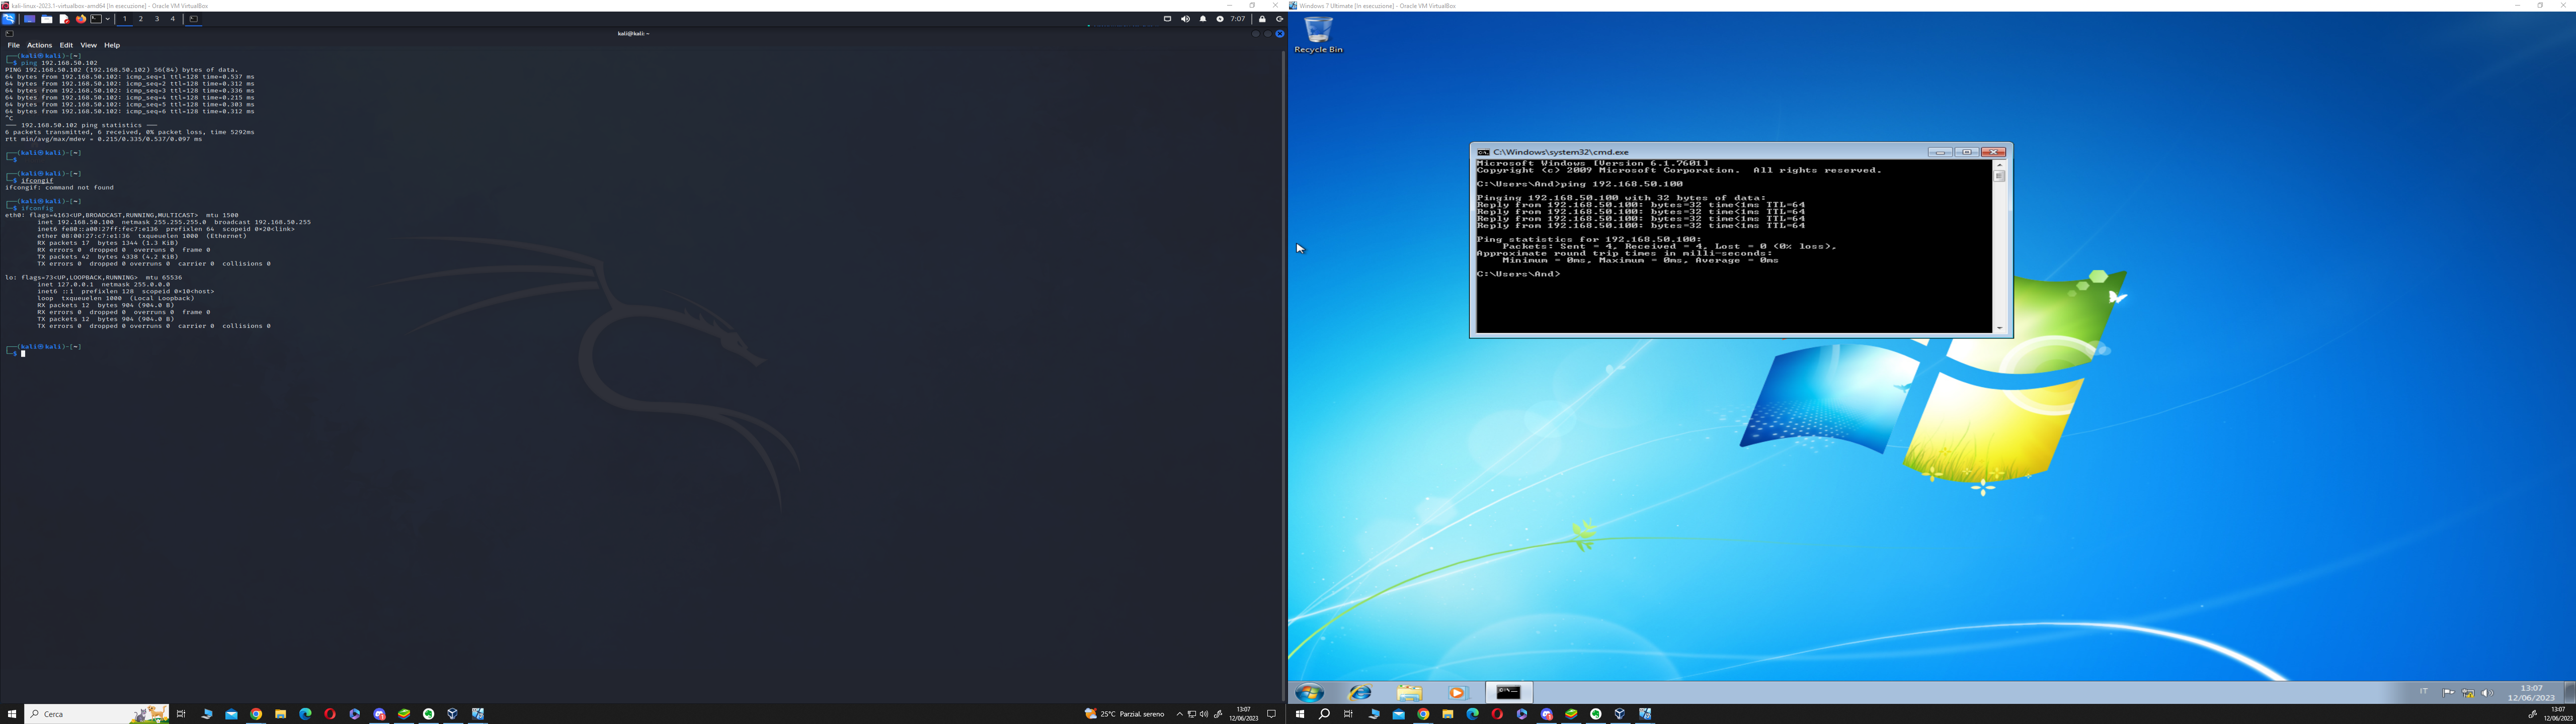 kali-linux-2023.1-virtualbox-amd64 [In esecuzione] - Oracle VM VirtualBox
1 2 3 4
7:07
kali@kali: ~
File Actions Edit View Help
┌──(kali㉿kali)-[~]
└─$ ping 192.168.50.102
PING 192.168.50.102 (192.168.50.102) 56(84) bytes of data.
64 bytes from 192.168.50.102: icmp_seq=1 ttl=128 time=0.537 ms
64 bytes from 192.168.50.102: icmp_seq=2 ttl=128 time=0.312 ms
64 bytes from 192.168.50.102: icmp_seq=3 ttl=128 time=0.336 ms
64 bytes from 192.168.50.102: icmp_seq=4 ttl=128 time=0.215 ms
64 bytes from 192.168.50.102: icmp_seq=5 ttl=128 time=0.303 ms
64 bytes from 192.168.50.102: icmp_seq=6 ttl=128 time=0.312 ms
^C
--- 192.168.50.102 ping statistics ---
6 packets transmitted, 6 received, 0% packet loss, time 5292ms
rtt min/avg/max/mdev = 0.215/0.335/0.537/0.097 ms
┌──(kali㉿kali)-[~]
└─$
┌──(kali㉿kali)-[~]
└─$ ifcongif
ifcongif: command not found
┌──(kali㉿kali)-[~]
└─$ ifconfig
eth0: flags=4163<UP,BROADCAST,RUNNING,MULTICAST> mtu 1500
inet 192.168.50.100 netmask 255.255.255.0 broadcast 192.168.50.255
inet6 fe80::a00:27ff:fec7:e136 prefixlen 64 scopeid 0×20<link>
ether 08:00:27:c7:e1:36 txqueuelen 1000 (Ethernet)
RX packets 17 bytes 1344 (1.3 KiB)
RX errors 0 dropped 0 overruns 0 frame 0
TX packets 42 bytes 4338 (4.2 KiB)
TX errors 0 dropped 0 overruns 0 carrier 0 collisions 0
lo: flags=73<UP,LOOPBACK,RUNNING> mtu 65536
inet 127.0.0.1 netmask 255.0.0.0
inet6 ::1 prefixlen 128 scopeid 0×10<host>
loop txqueuelen 1000 (Local Loopback)
RX packets 12 bytes 904 (904.0 B)
RX errors 0 dropped 0 overruns 0 frame 0
TX packets 12 bytes 904 (904.0 B)
TX errors 0 dropped 0 overruns 0 carrier 0 collisions 0
┌──(kali㉿kali)-[~]
└─$
Cerca
25°C Parzial. sereno
13:07
12/06/2023
Windows 7 Ultimate [In esecuzione] - Oracle VM VirtualBox
Recycle Bin
C:\Windows\system32\cmd.exe
Microsoft Windows [Version 6.1.7601]
Copyright (c) 2009 Microsoft Corporation. All rights reserved.
C:\Users\And>ping 192.168.50.100
Pinging 192.168.50.100 with 32 bytes of data:
Reply from 192.168.50.100: bytes=32 time<1ms TTL=64
Reply from 192.168.50.100: bytes=32 time<1ms TTL=64
Reply from 192.168.50.100: bytes=32 time<1ms TTL=64
Reply from 192.168.50.100: bytes=32 time<1ms TTL=64
Ping statistics for 192.168.50.100:
Packets: Sent = 4, Received = 4, Lost = 0 (0% loss),
Approximate round trip times in milli-seconds:
Minimum = 0ms, Maximum = 0ms, Average = 0ms
C:\Users\And>
IT
13:07
12/06/2023
13:07
12/06/2023